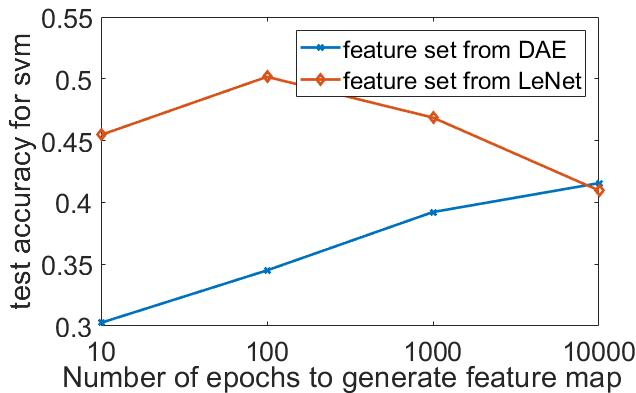 0.55
0.5
0.45
0.4
0.35
0.3
test accuracy for svm
feature set from DAE
feature set from LeNet
10 100 1000 10000
Number of epochs to generate feature map